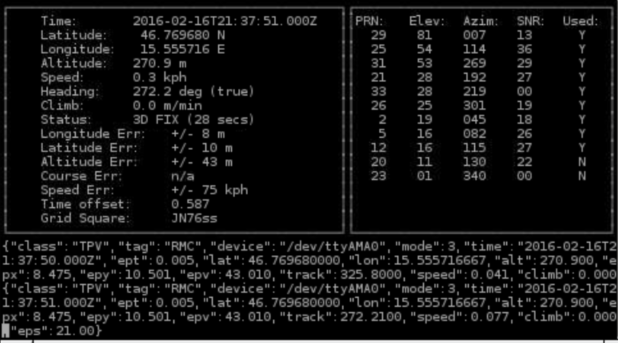 Time: 2016-02-16T21:37:51.000Z
Latitude: 46.769680 N
Longitude: 15.555716 E
Altitude: 270.9 m
Speed: 0.3 kph
Heading: 272.2 deg (true)
Climb: 0.0 m/min
Status: 3D FIX (28 secs)
Longitude Err: +/- 8 m
Latitude Err: +/- 10 m
Altitude Err: +/- 43 m
Course Err: n/a
Speed Err: +/- 75 kph
Time offset: 0.587
Grid Square: JN76ss
PRN: Elev: Azim: SNR: Used:
29 81 007 13 Y
25 54 114 36 Y
31 53 269 29 Y
21 28 192 27 Y
33 28 219 00 Y
26 25 301 19 Y
2 19 045 18 Y
5 16 082 26 Y
12 16 115 27 Y
20 11 130 22 N
23 01 340 00 N
{"class":"TPV","tag":"RMC","device":"/dev/ttyAMA0","mode":3,"time":"2016-02-16T2
1:37:50.000Z","ept":0.005,"lat":46.769680000,"lon":15.555716667,"alt":270.900,"e
px":8.475,"epy":10.501,"epv":43.010,"track":325.8000,"speed":0.041,"climb":0.000
{"class":"TPV","tag":"RMC","device":"/dev/ttyAMA0","mode":3,"time":"2016-02-16T2
1:37:51.000Z","ept":0.005,"lat":46.769680000,"lon":15.555716667,"alt":270.900,"e
px":8.475,"epy":10.501,"epv":43.010,"track":272.2100,"speed":0.077,"climb":0.000
"eps":21.00}